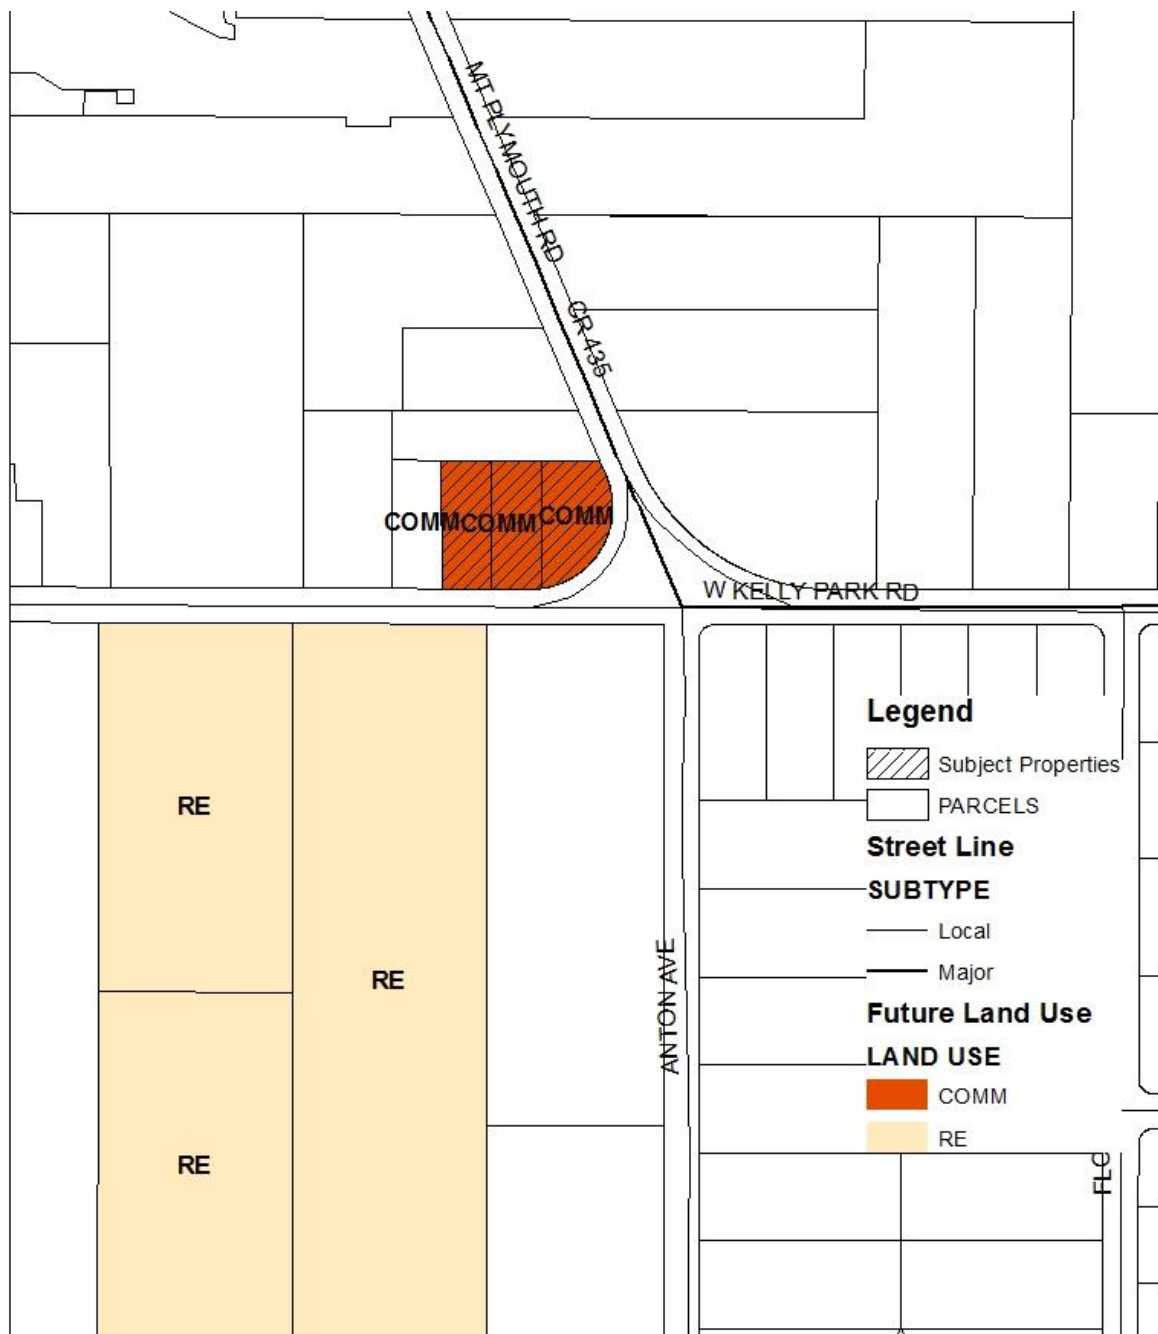 MT PLYMOUTH RD
CR 435
COMM
COMM
COMM
W KELLY PARK RD
RE
RE
RE
ANTON AVE
Legend
Subject Properties
PARCELS
Street Line
SUBTYPE
Local
Major
Future Land Use
LAND USE
COMM
RE